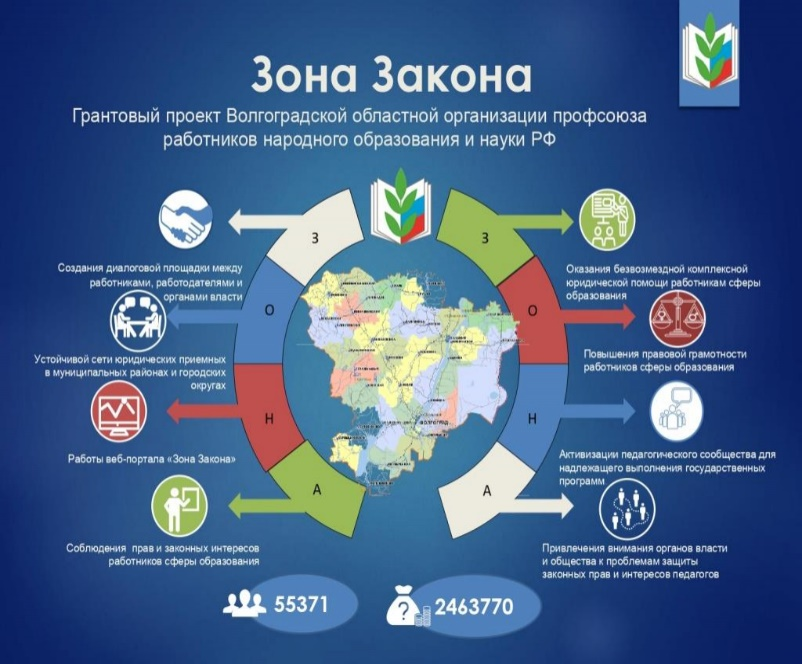 Зона Закона
Грантовый проект Волгоградской областной организации профсоюза
работников народного образования и науки РФ
З
О
Н
А
З
О
Н
А
Создания диалоговой площадки между
работниками, работодателями и
органами власти
Устойчивой сети юридических приемных
в муниципальных районах и городских
округах
Работы веб-портала «Зона Закона»
Соблюдения прав и законных интересов
работников сферы образования
Оказания безвозмездной комплексной
юридической помощи работникам сферы
образования
Повышения правовой грамотности
работников сферы образования
Активизации педагогического сообщества для
надлежащего выполнения государственных
программ
Привлечения внимания органов власти
и общества к проблемам защиты
законных прав и интересов педагогов
ВОЛГОГРАД
55371
?
2463770